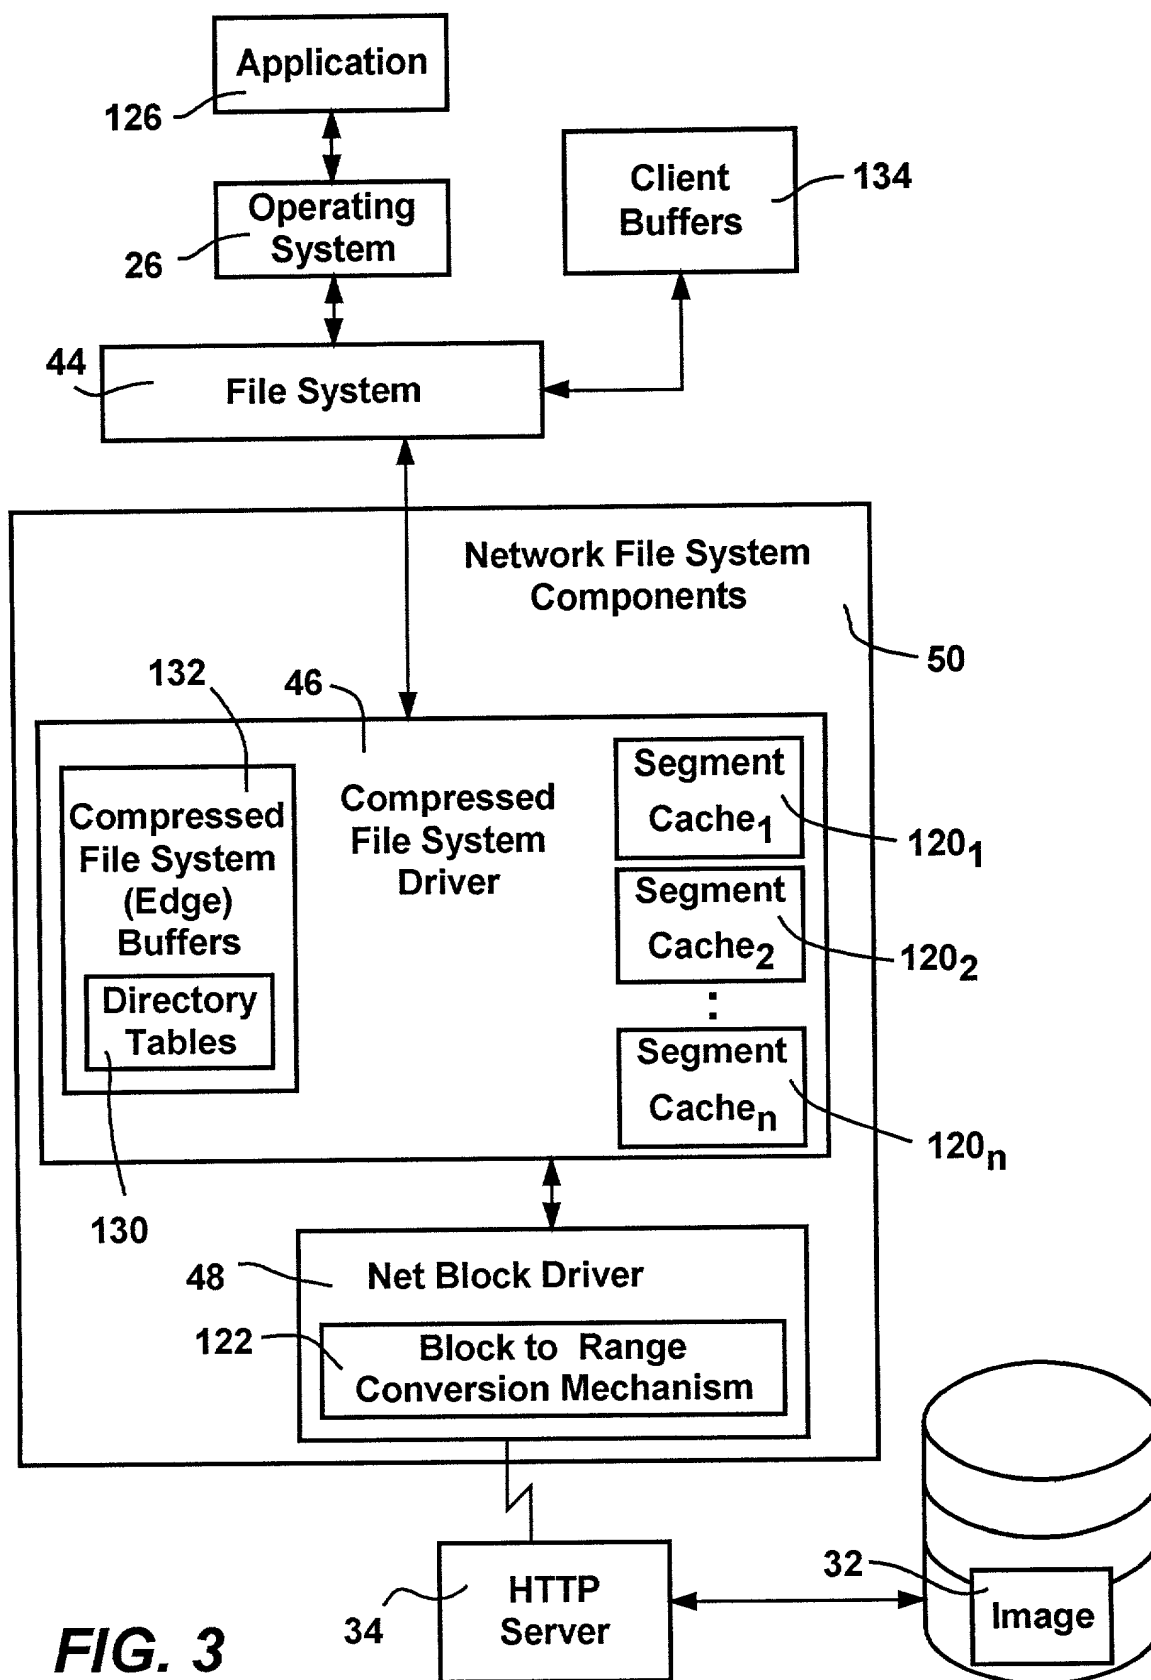 Application
126
Operating
System
26
Client
Buffers
134
44
File System
Network File System
Components
50
132
46
Compressed
File System
(Edge)
Buffers
Directory
Tables
130
Compressed
File System
Driver
Segment
Cache₁
120₁
Segment
Cache₂
120₂
:
Segment
Cacheₙ
120ₙ
48
Net Block Driver
122
Block to Range
Conversion Mechanism
HTTP
Server
34
32
Image
FIG. 3